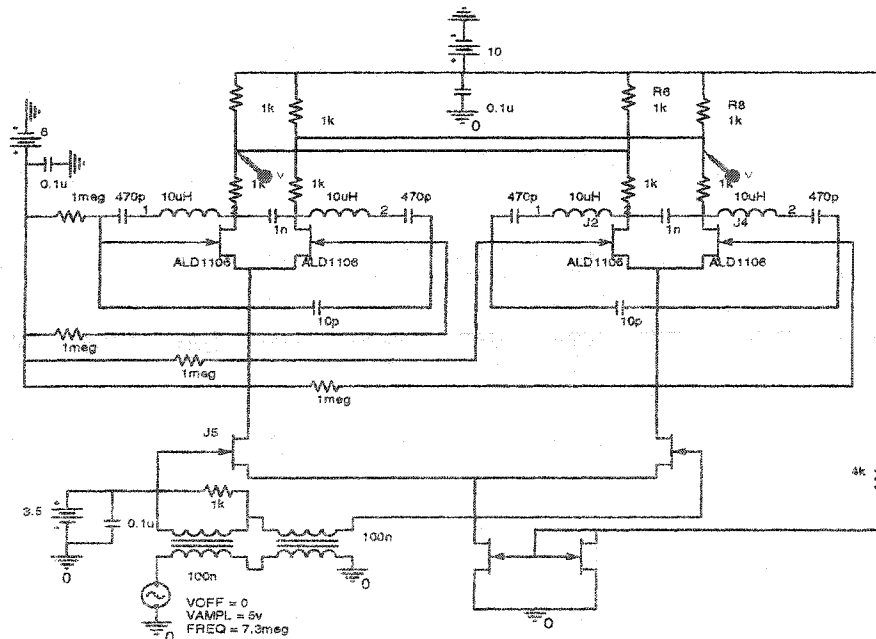 10
R6
1k
R8
1k
1k
1k
0.1u
0
6
0.1u
V
V
1k
1k
1k
1k
1meg
470p
10uH
10uH
470p
470p
10uH
10uH
470p
1
2
1
2
1n
J2
1n
J4
ALD1106
ALD1106
ALD1106
ALD1106
10p
10p
1meg
1meg
1meg
J5
4k
3.5
0.1u
1k
100n
100n
0
0
0
0
VOFF = 0
VAMPL = 5v
FREQ = 7.3meg